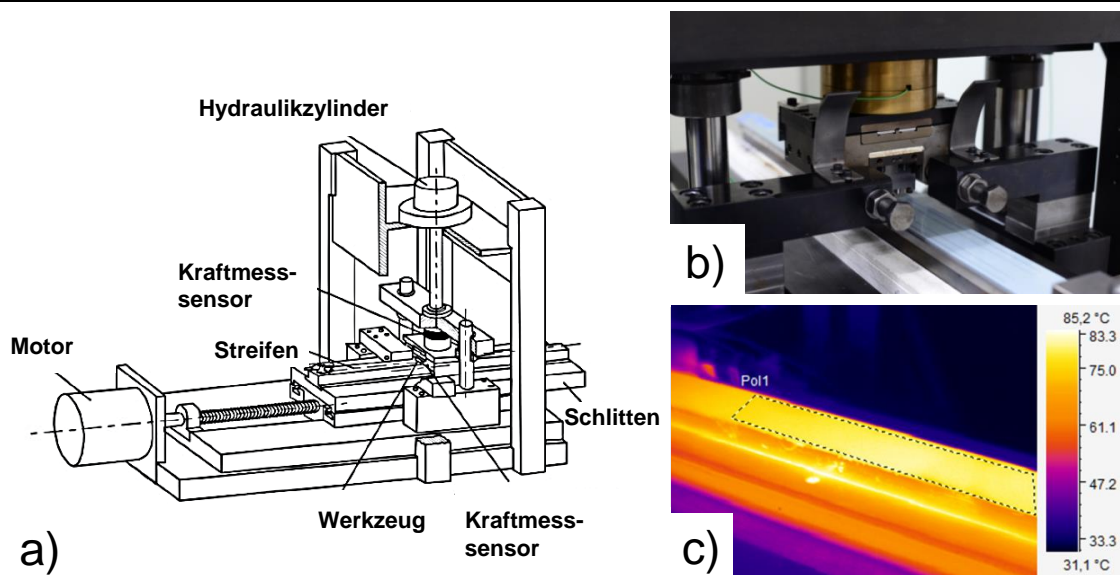 Hydraulikzylinder
Kraftmess-
sensor
Motor
Streifen
Schlitten
Werkzeug
Kraftmess-
sensor
a)
b)
85,2 °C
83.3
75.0
61.1
47.2
33.3
31,1 °C
Pol1
c)